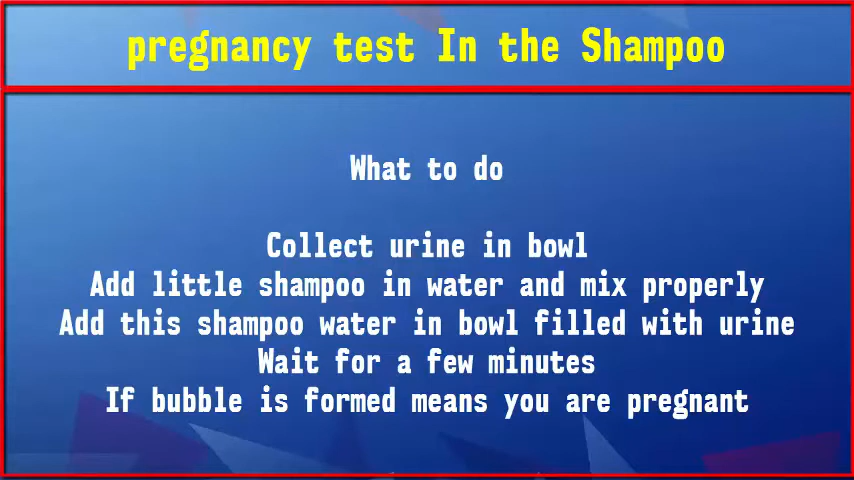 pregnancy test In the Shampoo
What to do
Collect urine in bowl
Add little shampoo in water and mix properly
Add this shampoo water in bowl filled with urine
Wait for a few minutes
If bubble is formed means you are pregnant